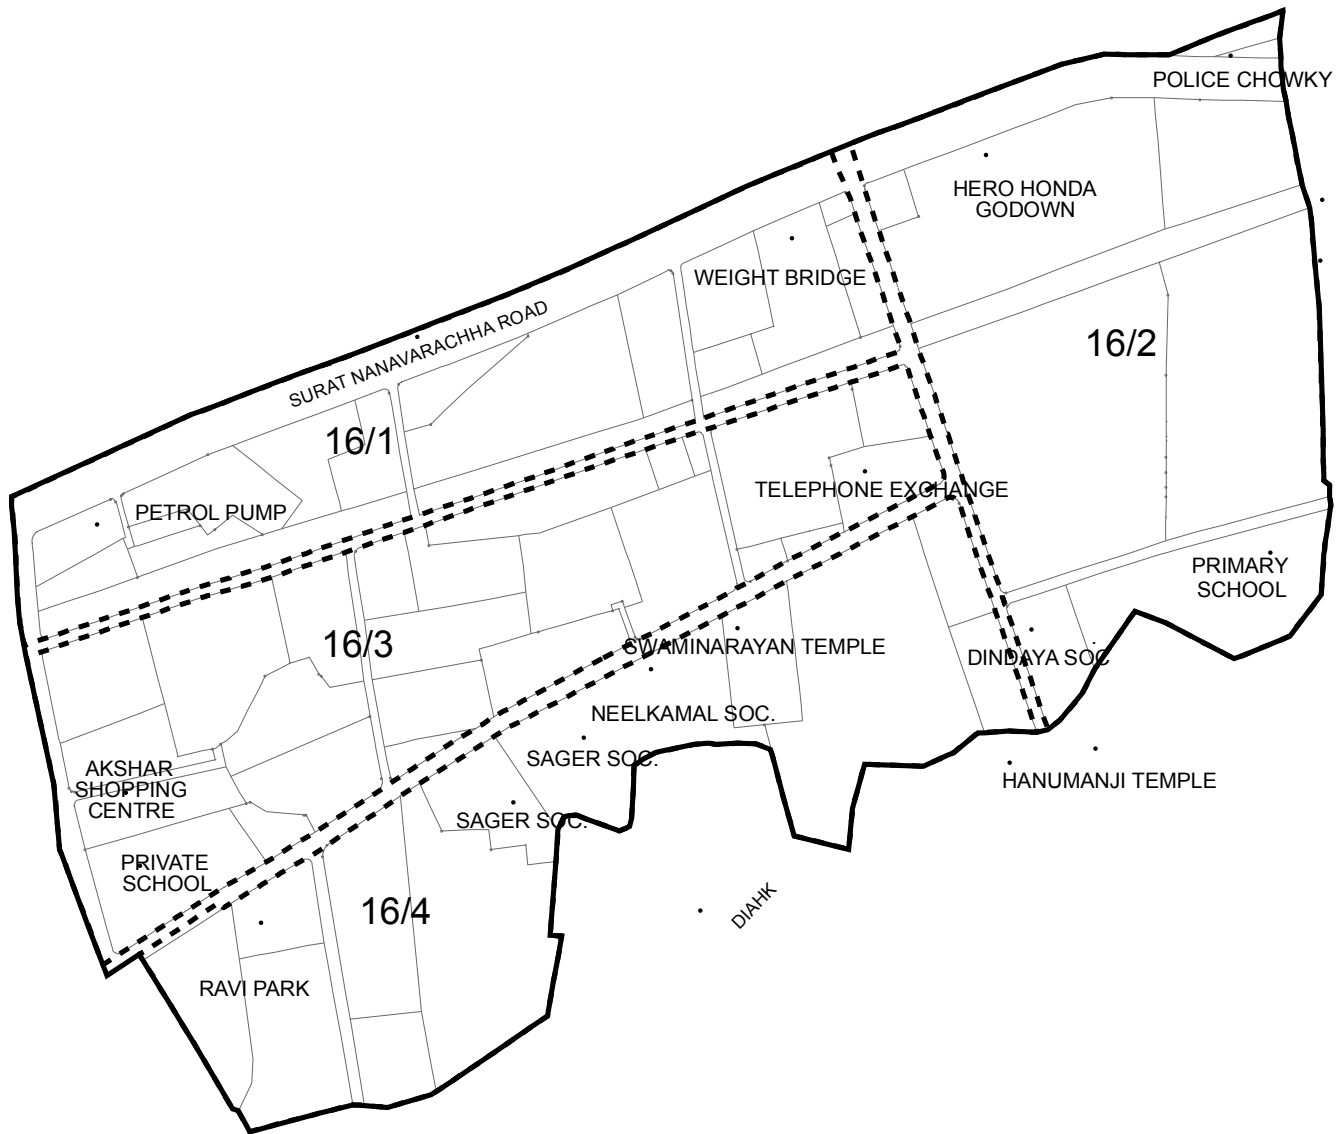 POLICE CHOWKY
HERO HONDA
GODOWN
WEIGHT BRIDGE
SURAT NANAVARACHHA ROAD
16/2
16/1
PETROL PUMP
TELEPHONE EXCHANGE
PRIMARY
SCHOOL
16/3
SWAMINARAYAN TEMPLE
DINDAYA SOC
NEELKAMAL SOC.
SAGER SOC.
HANUMANJI TEMPLE
AKSHAR
SHOPPING
CENTRE
SAGER SOC.
PRIVATE
SCHOOL
16/4
DIAHK
RAVI PARK